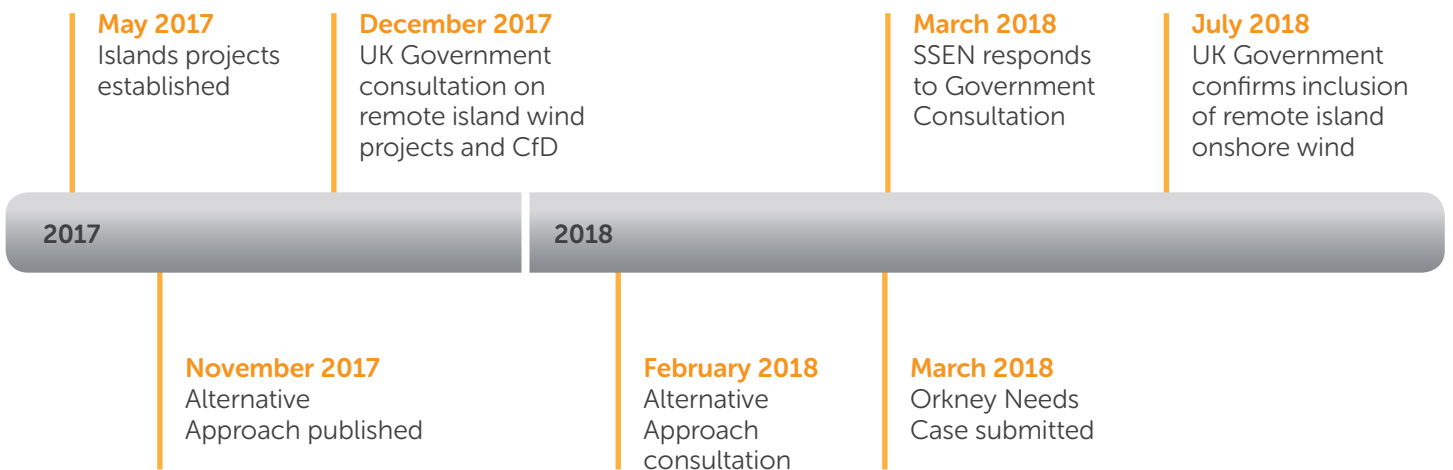 May 2017
Islands projects
established
December 2017
UK Government
consultation on
remote island wind
projects and CfD
March 2018
SSEN responds
to Government
Consultation
July 2018
UK Government
confirms inclusion
of remote island
onshore wind
2017
2018
November 2017
Alternative
Approach published
February 2018
Alternative
Approach
consultation
March 2018
Orkney Needs
Case submitted